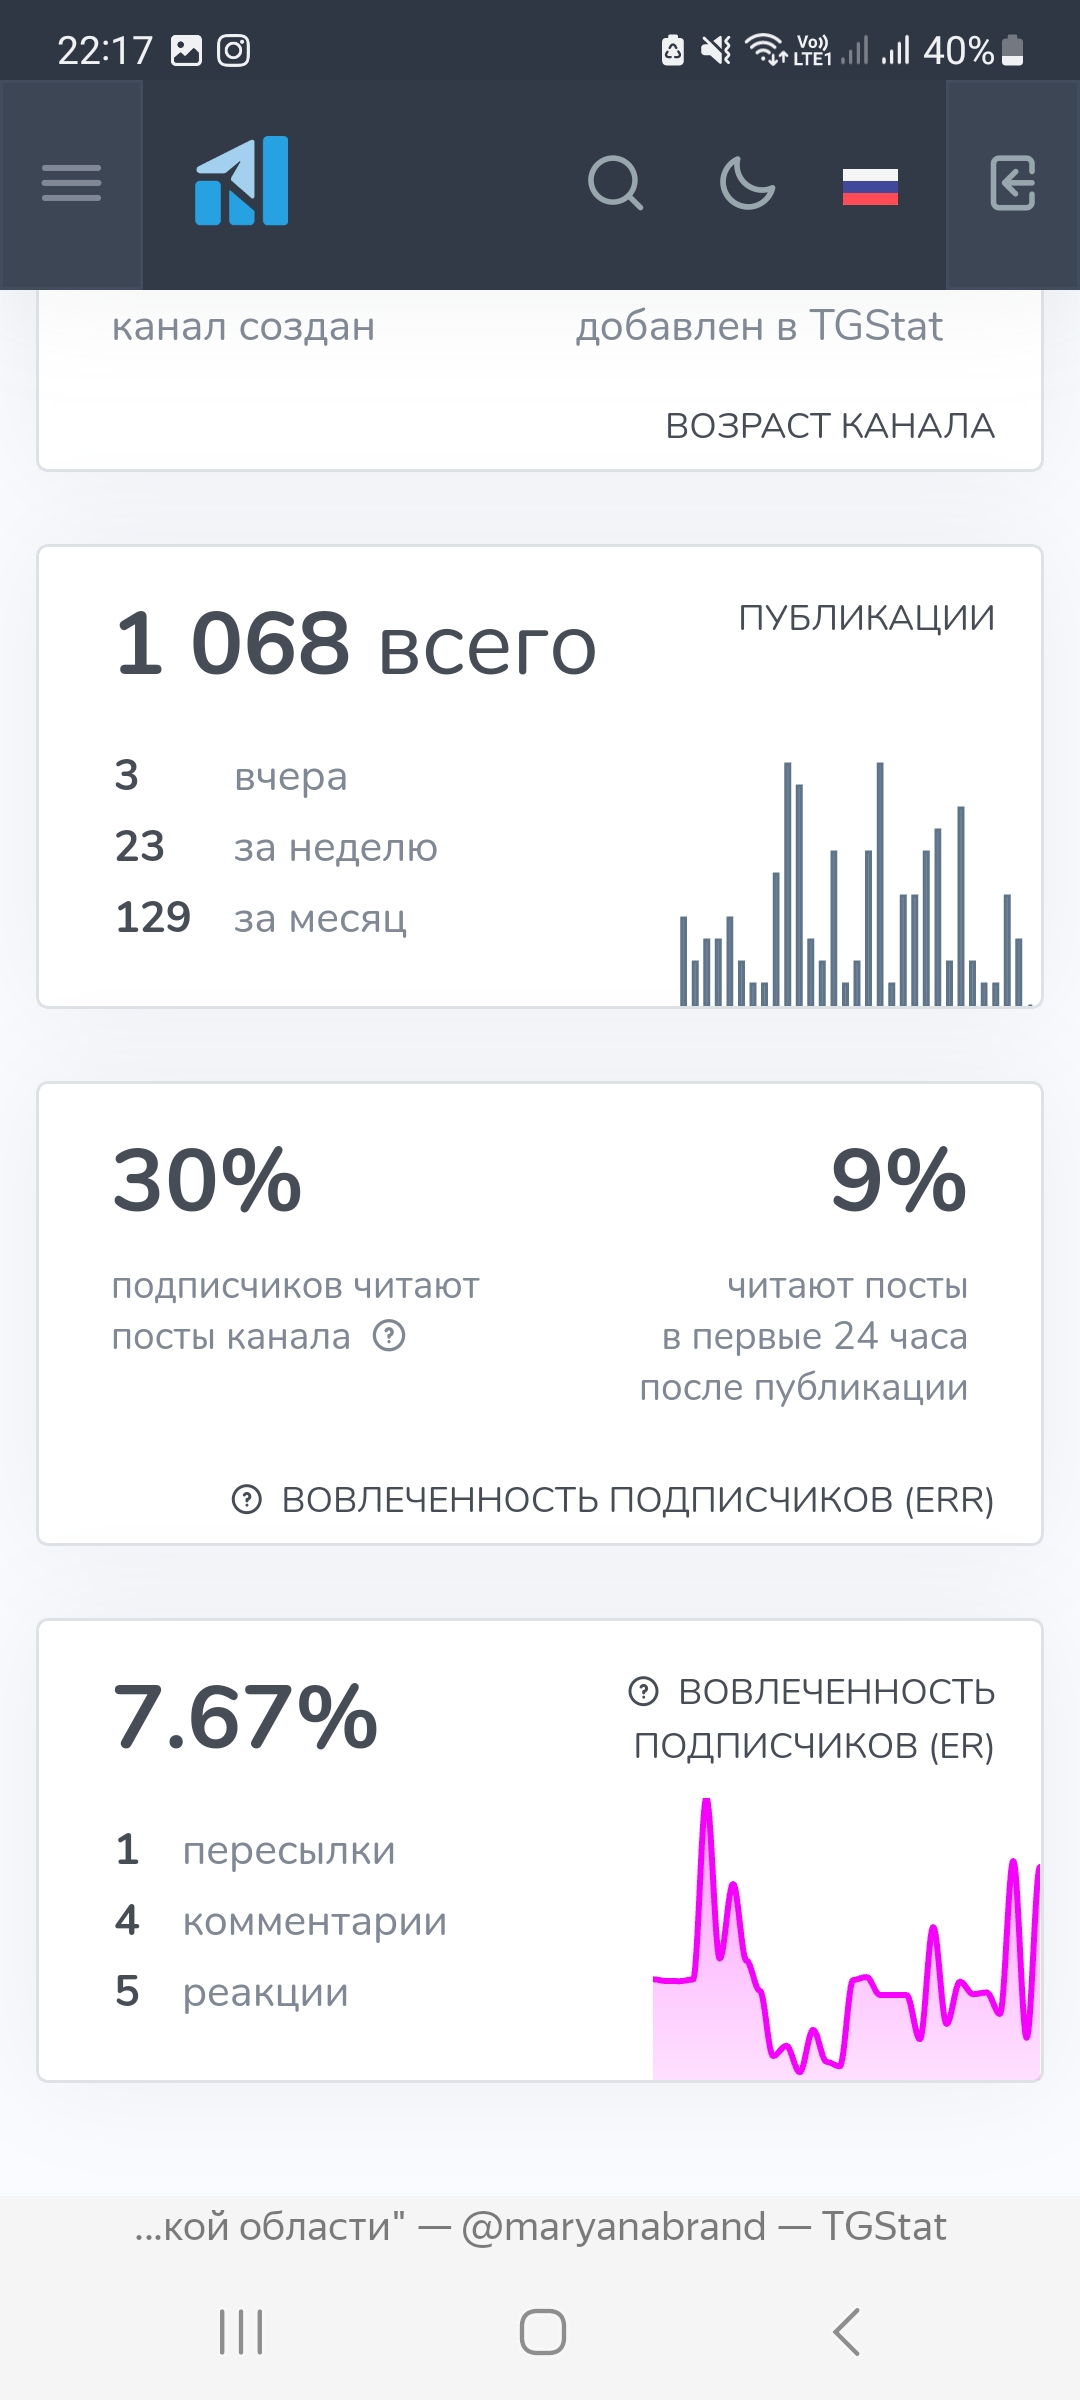 22:17
Vo)) LTE1 40%
канал создан добавлен в TGStat
ВОЗРАСТ КАНАЛА
1 068 всего ПУБЛИКАЦИИ
3 вчера
23 за неделю
129 за месяц
30% 9%
подписчиков читают
посты канала
читают посты
в первые 24 часа
после публикации
ВОВЛЕЧЕННОСТЬ ПОДПИСЧИКОВ (ERR)
7.67%
ВОВЛЕЧЕННОСТЬ
ПОДПИСЧИКОВ (ER)
1 пересылки
4 комментарии
5 реакции
...кой области" — @maryanabrand — TGStat